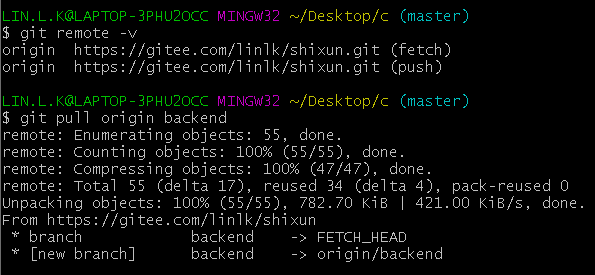 LIN.L.K@LAPTOP-3PHU2OCC MINGW32 ~/Desktop/c (master)
$ git remote -v
origin  https://gitee.com/linlk/shixun.git (fetch)
origin  https://gitee.com/linlk/shixun.git (push)

LIN.L.K@LAPTOP-3PHU2OCC MINGW32 ~/Desktop/c (master)
$ git pull origin backend
remote: Enumerating objects: 55, done.
remote: Counting objects: 100% (55/55), done.
remote: Compressing objects: 100% (47/47), done.
remote: Total 55 (delta 17), reused 34 (delta 4), pack-reused 0
Unpacking objects: 100% (55/55), 782.70 KiB | 421.00 KiB/s, done.
From https://gitee.com/linlk/shixun
 * branch            backend    -> FETCH_HEAD
 * [new branch]      backend    -> origin/backend